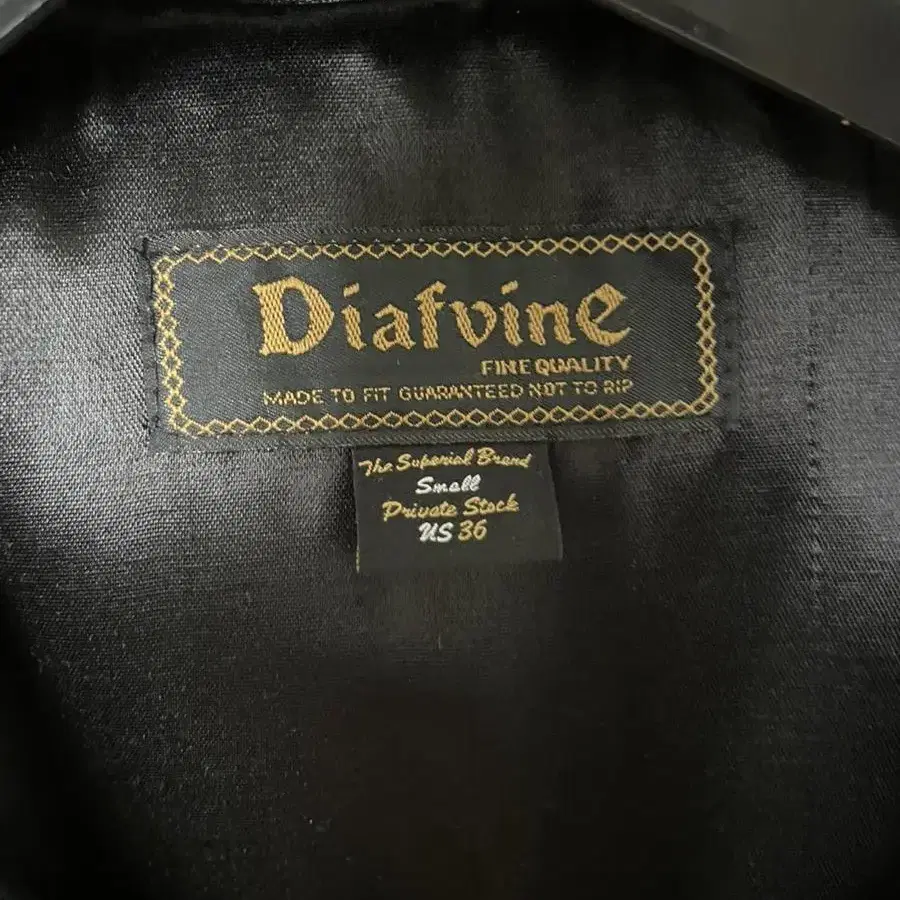 Diafvine
FINE QUALITY
MADE TO FIT GUARANTEED NOT TO RIP
The Superial Brand
Small
Private Stock
US 36